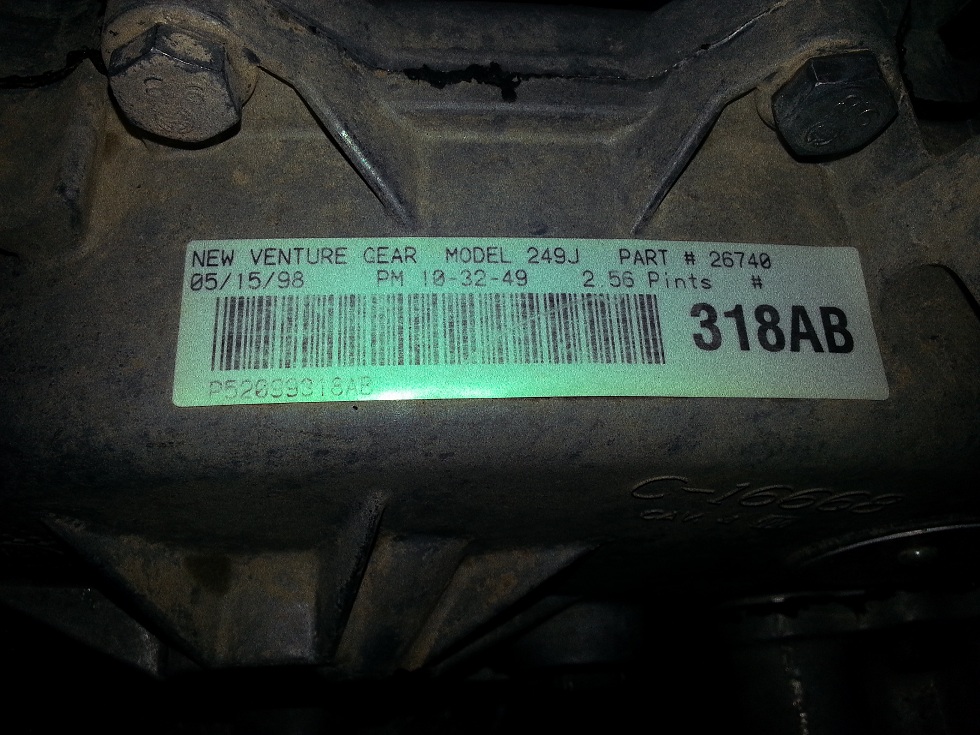 NEW VENTURE GEAR MODEL 249J PART # 26740
05/15/98 PM 10-32-49 2.56 Pints #
318AB
P52099318AB
C-16668